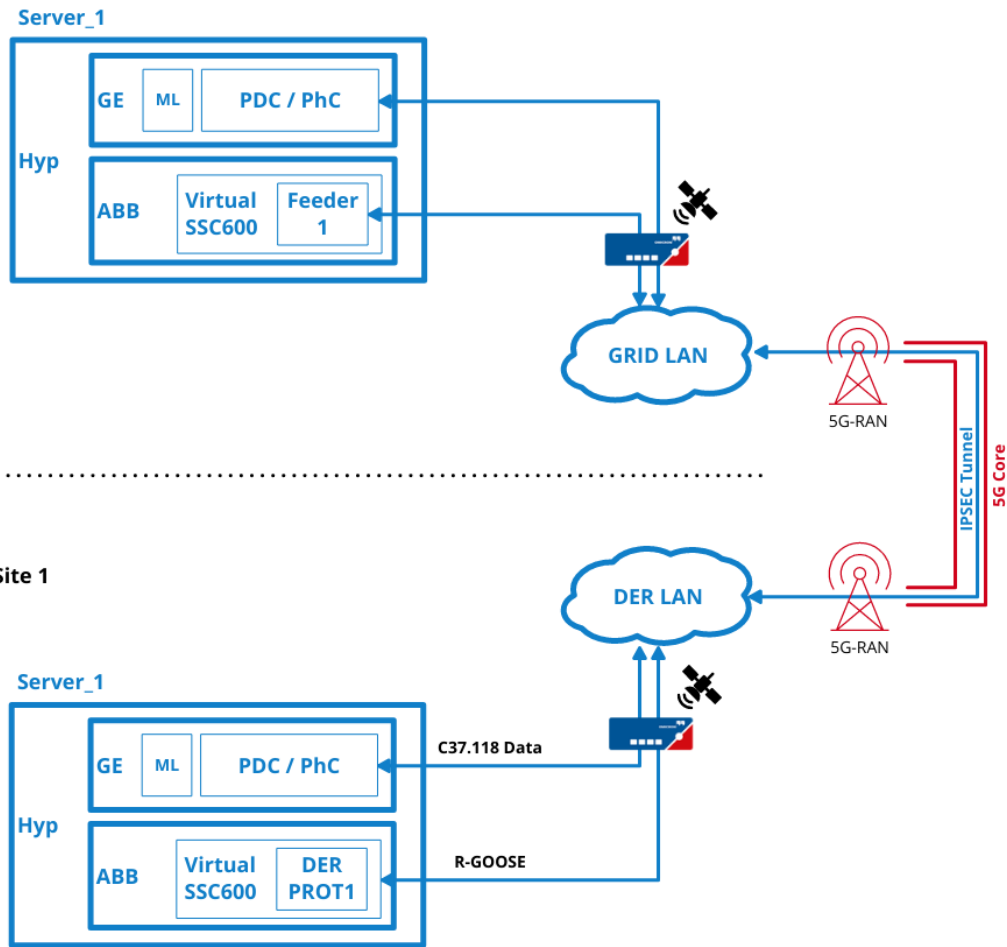 Server_1
GE
ML
PDC / PhC
Hyp
ABB
Virtual
SSC600
Feeder
1
GRID LAN
5G-RAN
IPSEC Tunnel
5G Core
Site 1
DER LAN
5G-RAN
Server_1
GE
ML
PDC / PhC
C37.118 Data
Hyp
ABB
Virtual
SSC600
DER
PROT1
R-GOOSE